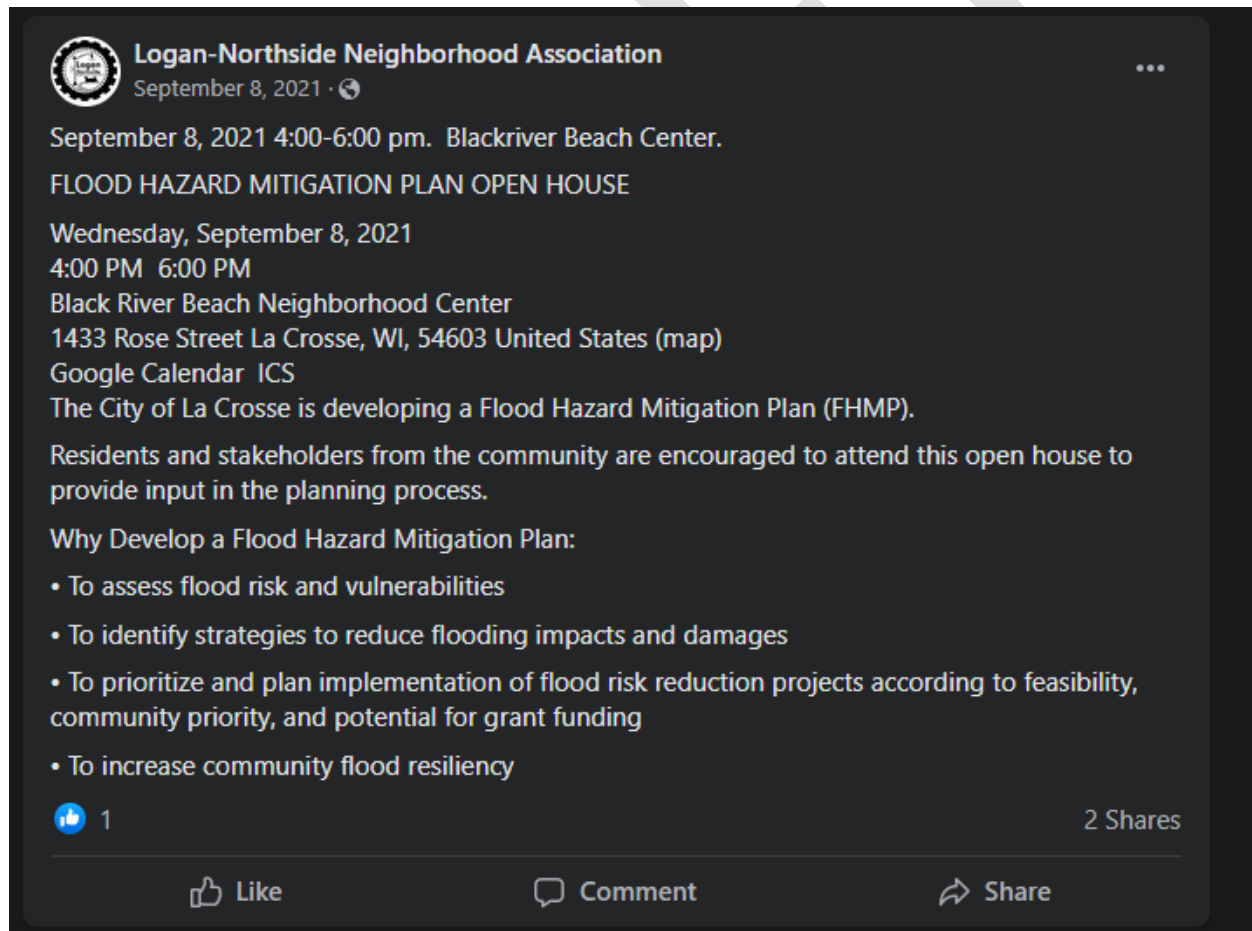 Logan-Northside Neighborhood Association
September 8, 2021 ·
September 8, 2021 4:00-6:00 pm.  Blackriver Beach Center.
FLOOD HAZARD MITIGATION PLAN OPEN HOUSE
Wednesday, September 8, 2021
4:00 PM  6:00 PM
Black River Beach Neighborhood Center
1433 Rose Street La Crosse, WI, 54603 United States (map)
Google Calendar  ICS
The City of La Crosse is developing a Flood Hazard Mitigation Plan (FHMP).
Residents and stakeholders from the community are encouraged to attend this open house to
provide input in the planning process.
Why Develop a Flood Hazard Mitigation Plan:
• To assess flood risk and vulnerabilities
• To identify strategies to reduce flooding impacts and damages
• To prioritize and plan implementation of flood risk reduction projects according to feasibility,
community priority, and potential for grant funding
• To increase community flood resiliency
1
2 Shares
Like
Comment
Share